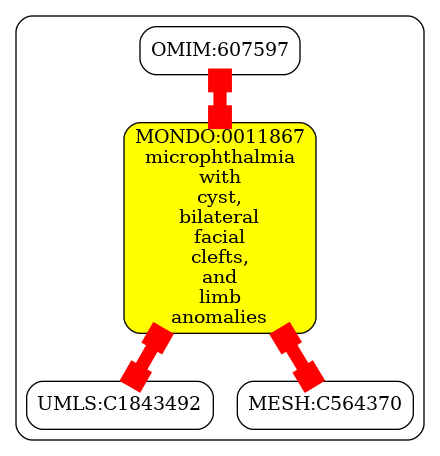 OMIM:607597
MONDO:0011867
microphthalmia
with
cyst,
bilateral
facial
clefts,
and
limb
anomalies
UMLS:C1843492
MESH:C564370